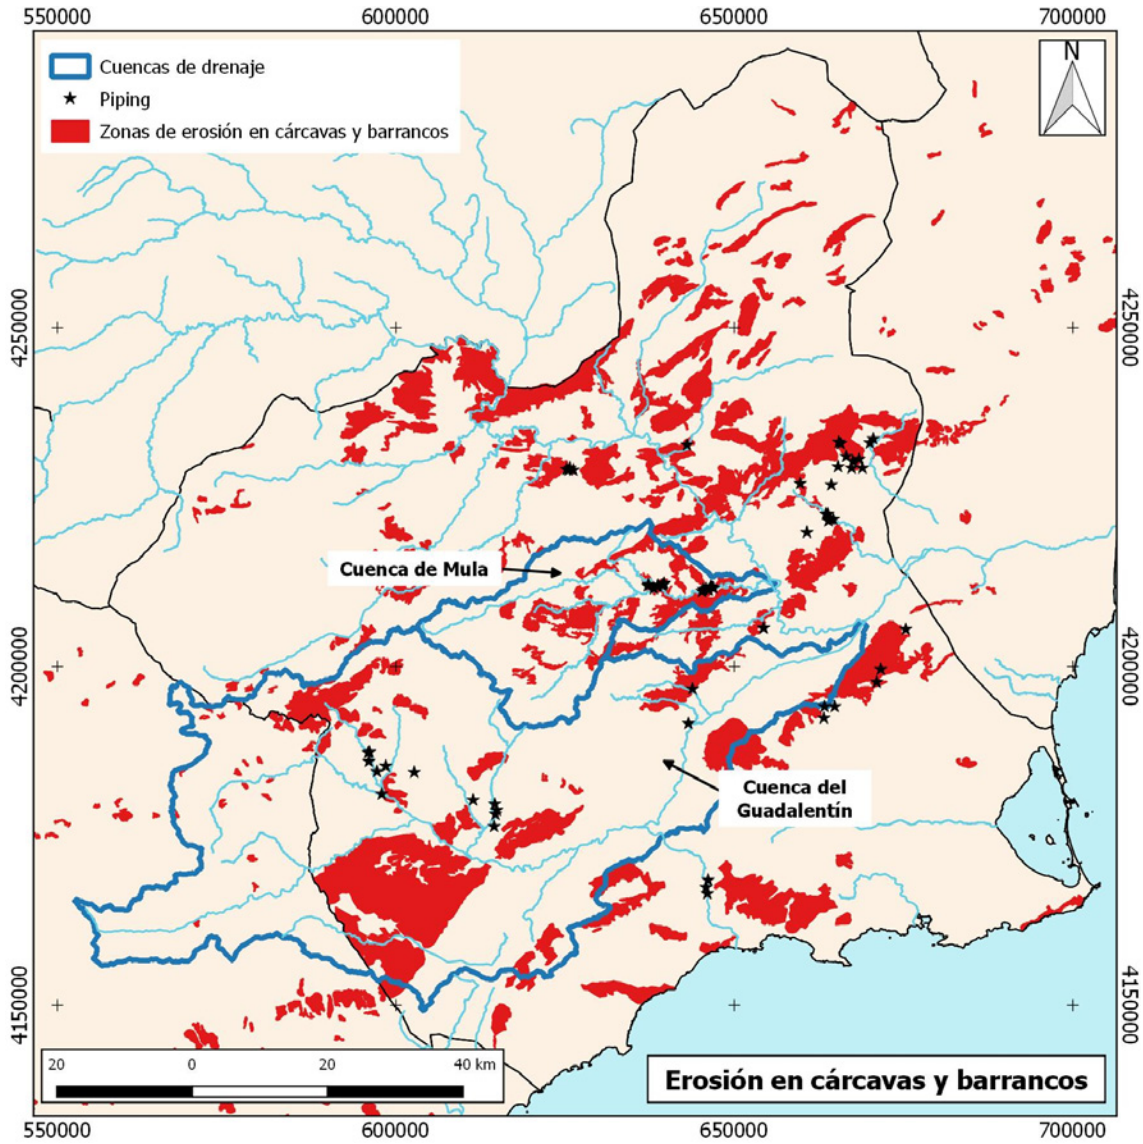 550000
600000
650000
700000
Cuencas de drenaje
Piping
Zonas de erosión en cárcavas y barrancos
N
4250000
4250000
Cuenca de Mula
4200000
4200000
Cuenca del
Guadalentín
4150000
4150000
20
0
20
40 km
Erosión en cárcavas y barrancos
550000
600000
650000
700000